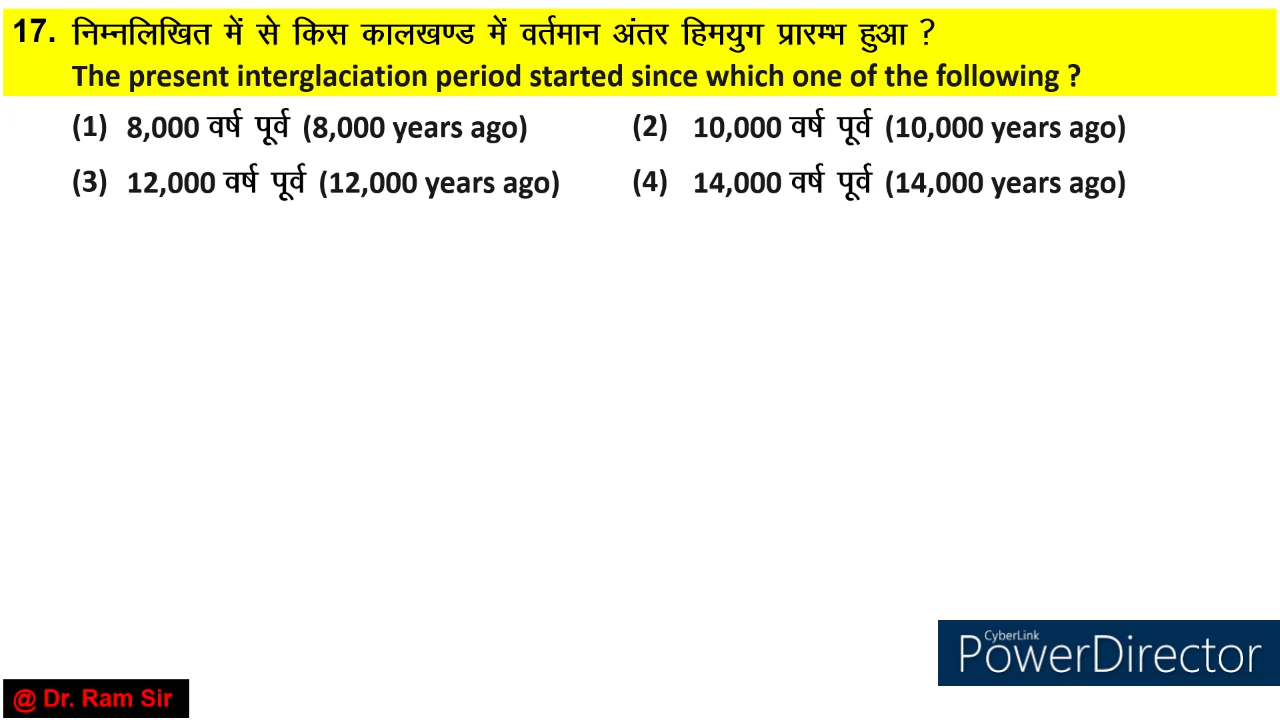 17. निम्नलिखित में से किस कालखण्ड में वर्तमान अंतर हिमयुग प्रारम्भ हुआ ?
The present interglaciation period started since which one of the following ?
(1) 8,000 वर्ष पूर्व (8,000 years ago) (2) 10,000 वर्ष पूर्व (10,000 years ago)
(3) 12,000 वर्ष पूर्व (12,000 years ago) (4) 14,000 वर्ष पूर्व (14,000 years ago)
CyberLink
PowerDirector
@ Dr. Ram Sir